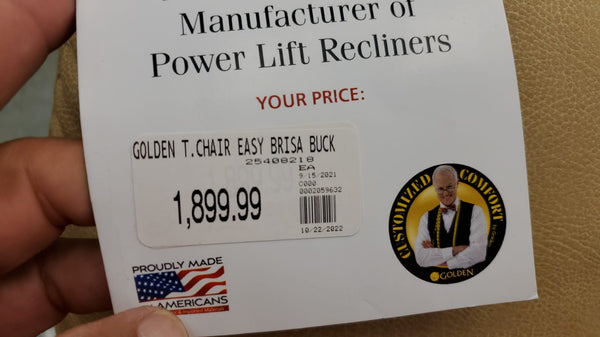 Manufacturer of
Power Lift Recliners
YOUR PRICE:
GOLDEN T.CHAIR EASY BRISA BUCK
25408218
EA
9 15/2021
C000
0002059632
1,899.99
10/22/2022
CUSTOMIZED COMFORT
GOLDEN
PROUDLY MADE
AMERICANS